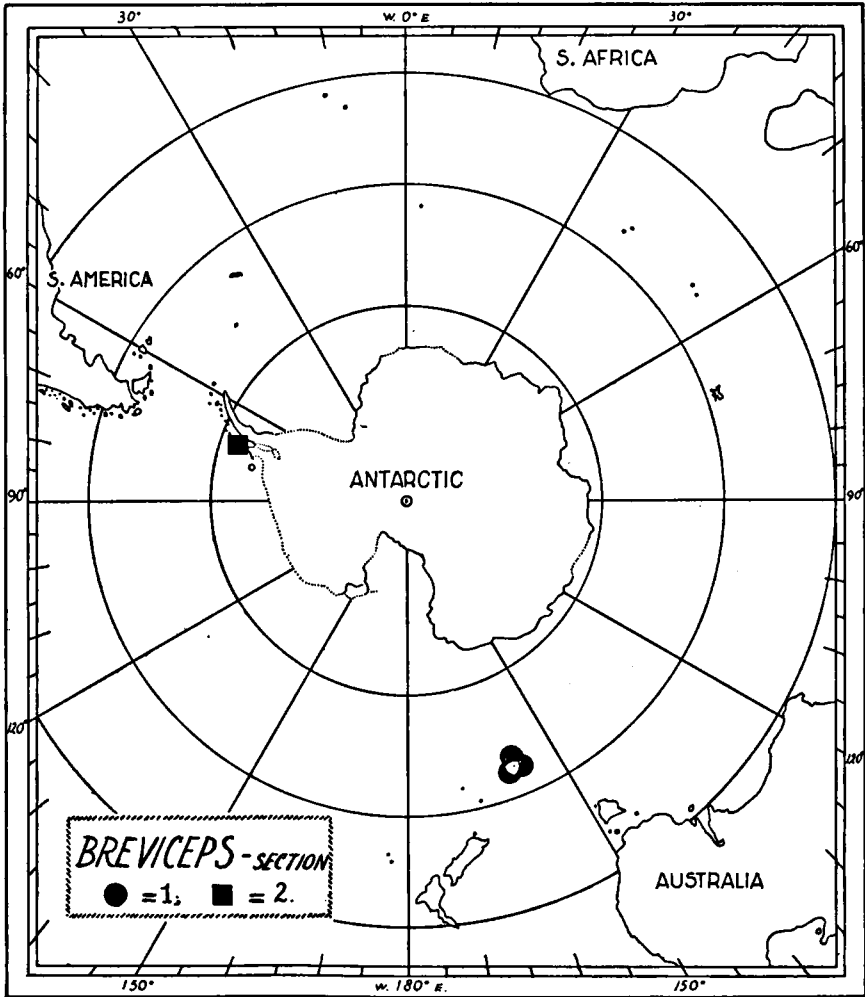 30° W. 0° E 30°
S. AFRICA
60° 60°
S. AMERICA
ANTARCTIC
90° 90°
120° 120°
BREVICEPS - SECTION
● = 1; ■ = 2.
AUSTRALIA
150° W. 180° E. 150°